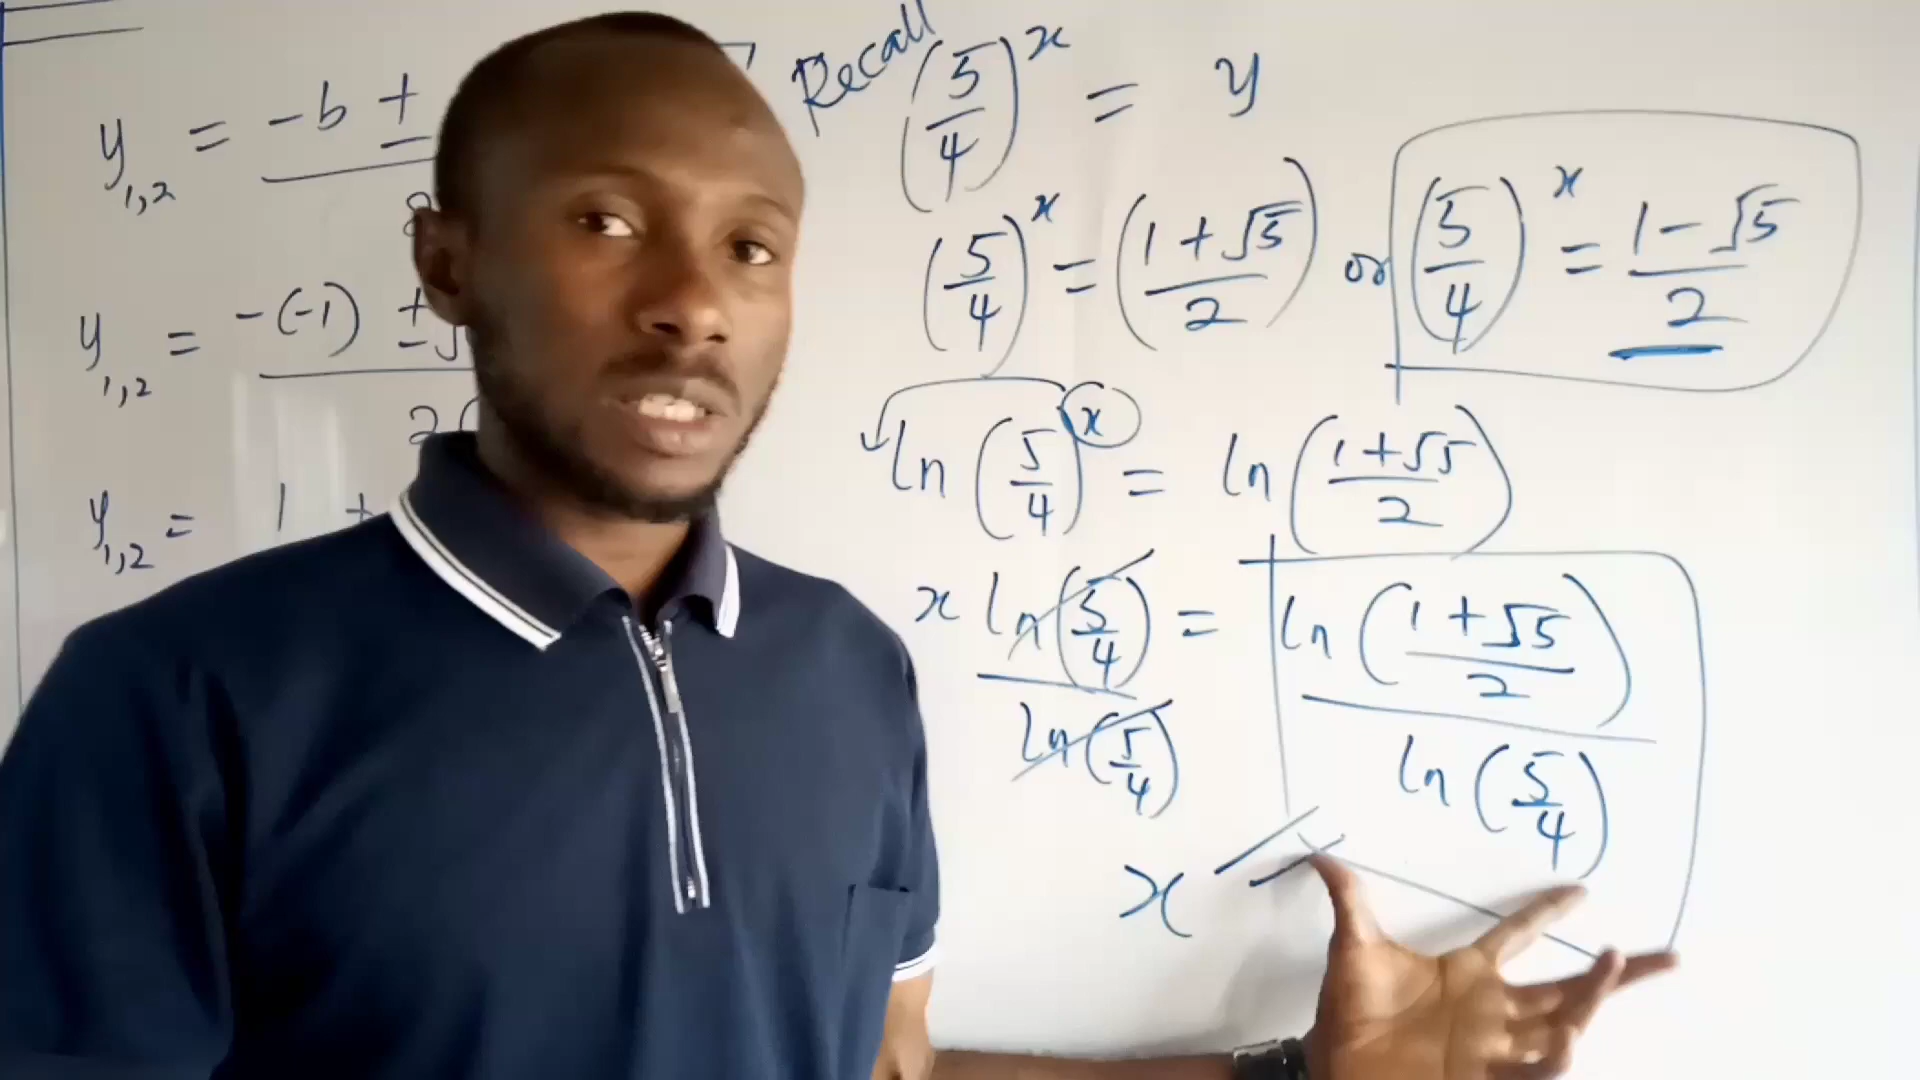 y₁,₂ = -b ±
y₁,₂ = -(-1) ± √
2(
y₁,₂ = 1 +
Recall (5/4)^x = y
(5/4)^x = ((1 + √5)/2) or (5/4)^x = (1 - √5)/2
ln (5/4)^x = ln ((1 + √5)/2)
x ln (5/4) / ln (5/4) = ln ((1 + √5)/2) / ln (5/4)
x =